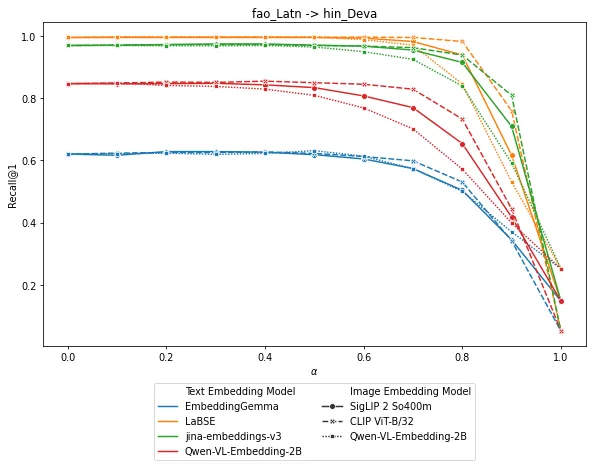 fao_Latn -> hin_Deva
Recall@1
1.0
0.8
0.6
0.4
0.2
0.0 0.2 0.4 0.6 0.8 1.0
α
Text Embedding Model Image Embedding Model
EmbeddingGemma SigLIP 2 So400m
LaBSE CLIP ViT-B/32
jina-embeddings-v3 Qwen-VL-Embedding-2B
Qwen-VL-Embedding-2B